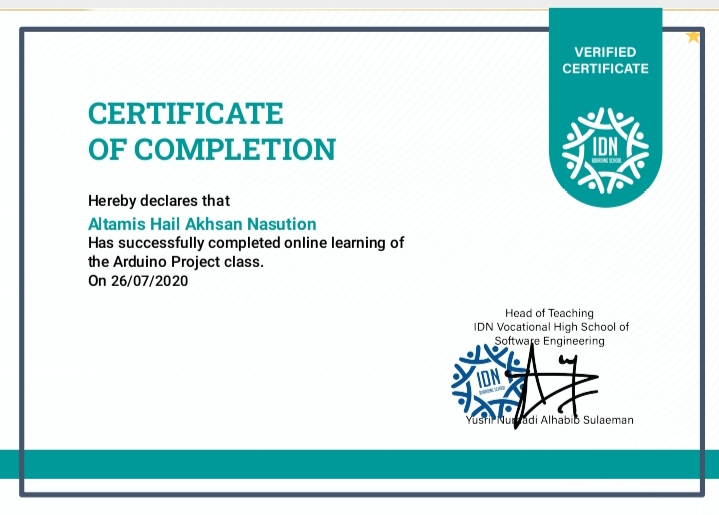 VERIFIED
CERTIFICATE
IDN
BOARDING SCHOOL
CERTIFICATE
OF COMPLETION
Hereby declares that
Altamis Hail Akhsan Nasution
Has successfully completed online learning of
the Arduino Project class.
On 26/07/2020
Head of Teaching
IDN Vocational High School of
Software Engineering
IDN
BOARDING SCHOOL
Alhabib Sulaeman